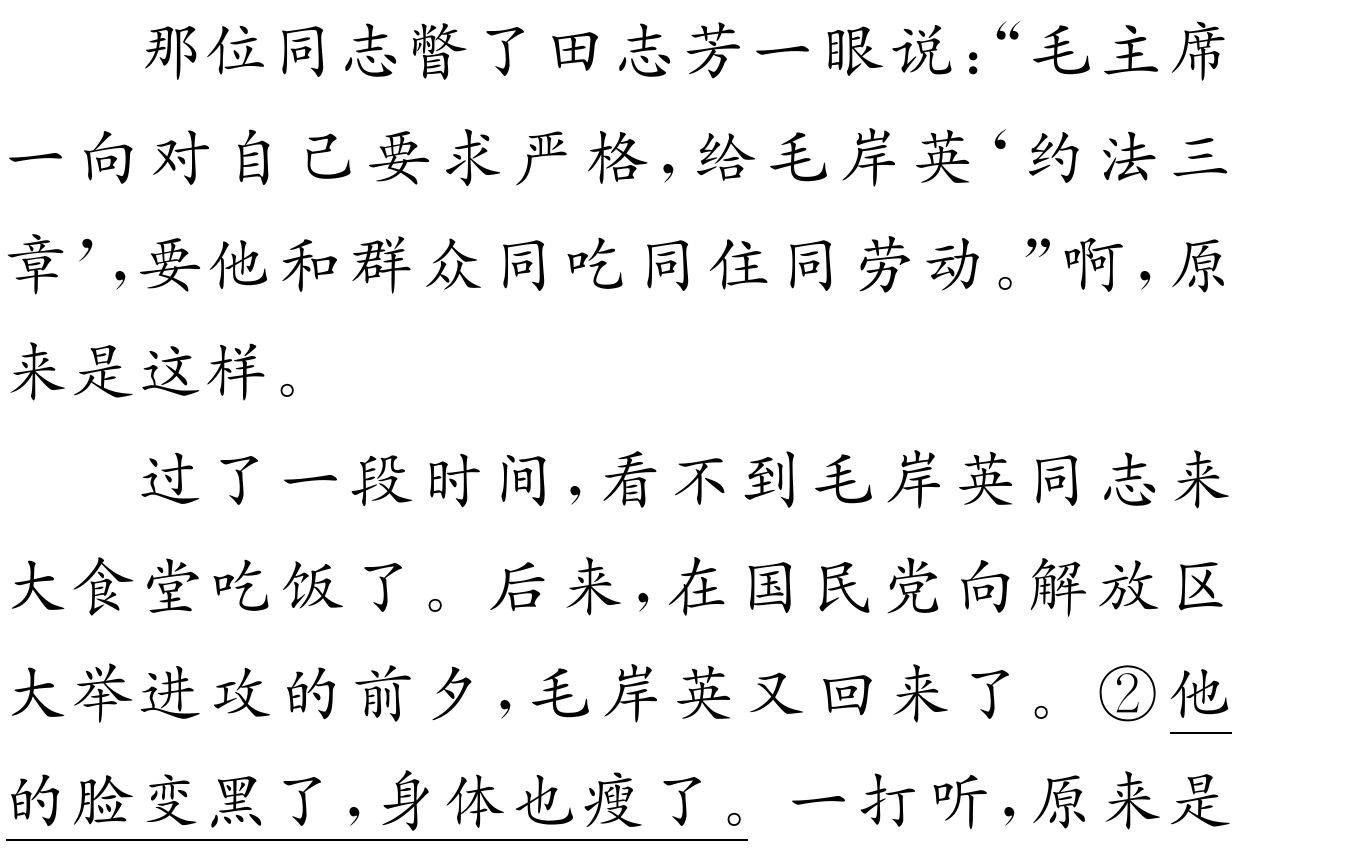 那位同志瞥了田志芳一眼说：“毛主席
一向对自己要求严格，给毛岸英‘约法三
章’，要他和群众同吃同住同劳动。”啊，原
来是这样。
过了一段时间，看不到毛岸英同志来
大食堂吃饭了。后来，在国民党向解放区
大举进攻的前夕，毛岸英又回来了。②他
的脸变黑了，身体也瘦了。一打听，原来是